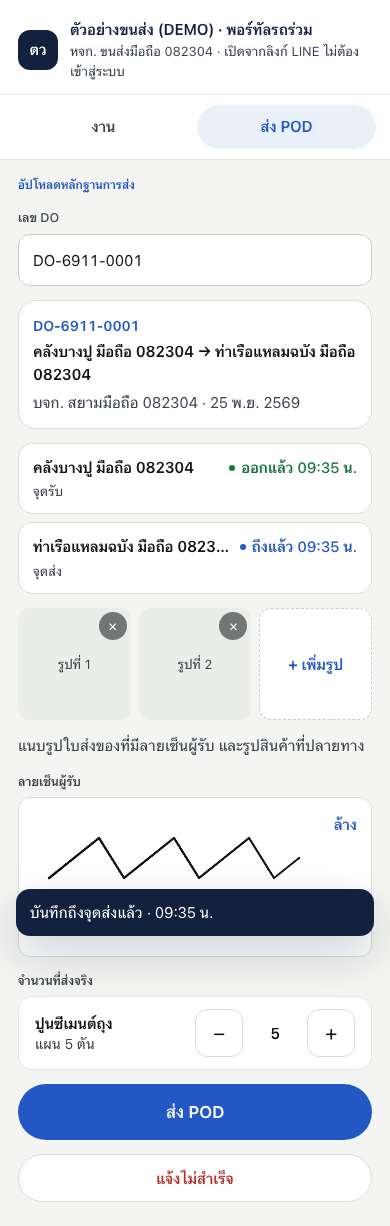 ตว
ตัวอย่างขนส่ง (DEMO) · พอร์ทัลรถร่วม
หจก. ขนส่งมือถือ 082304 · เปิดจากลิงก์ LINE ไม่ต้อง
เข้าสู่ระบบ
งาน
ส่ง POD
อัปโหลดหลักฐานการส่ง
เลข DO
DO-6911-0001
DO-6911-0001
คลังบางปู มือถือ 082304 → ท่าเรือแหลมฉบัง มือถือ
082304
บจก. สยามมือถือ 082304 · 25 พ.ย. 2569
คลังบางปู มือถือ 082304
• ออกแล้ว 09:35 น.
จุดรับ
ท่าเรือแหลมฉบัง มือถือ 0823...
• ถึงแล้ว 09:35 น.
จุดส่ง
×
×
รูปที่ 1
รูปที่ 2
+ เพิ่มรูป
แนบรูปใบส่งของที่มีลายเซ็นผู้รับ และรูปสินค้าที่ปลายทาง
ลายเซ็นผู้รับ
ล้าง
บันทึกถึงจุดส่งแล้ว · 09:35 น.
จำนวนที่ส่งจริง
ปูนซีเมนต์ถุง
แผน 5 ตัน
− 5 +
ส่ง POD
แจ้งไม่สำเร็จ